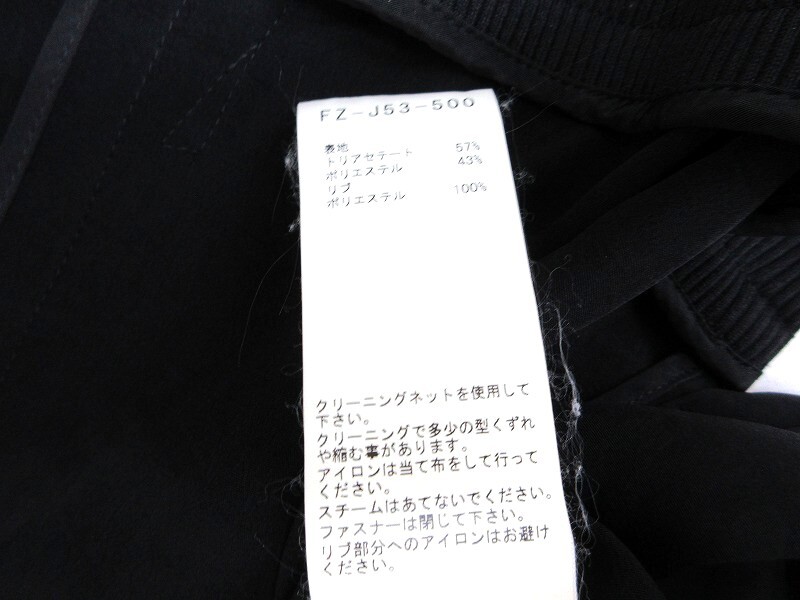 FZ-J53-500
表地
トリアセテート 57%
ポリエステル 43%
リブ
ポリエステル 100%
クリーニングネットを使用して
下さい。
クリーニングで多少の型くずれ
や縮む事があります。
アイロンは当て布をして行って
ください。
スチームはあてないでください。
ファスナーは閉じて下さい。
リブ部分へのアイロンはお避け
ください。